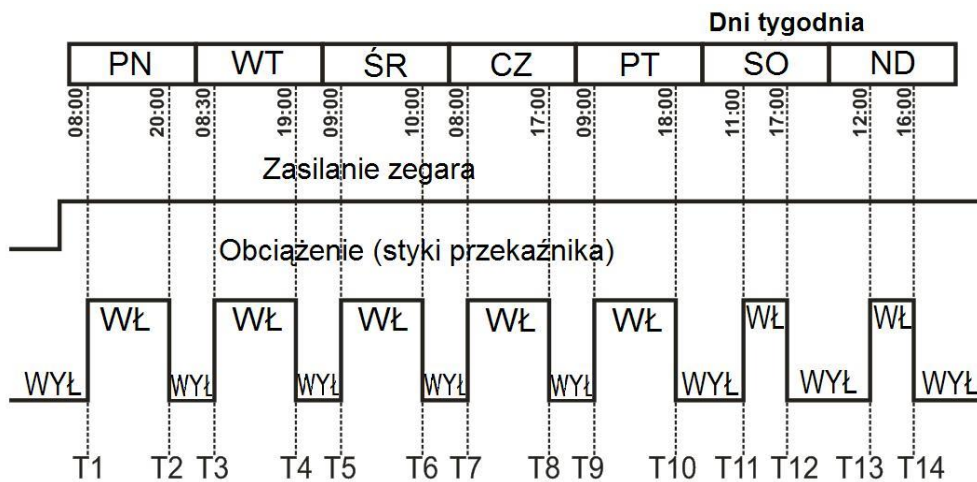 Dni tygodnia
PN WT ŚR CZ PT SO ND
08:00 20:00 08:30 19:00 09:00 10:00 08:00 17:00 09:00 18:00 11:00 17:00 12:00 16:00
Zasilanie zegara
Obciążenie (styki przekaźnika)
WŁ WŁ WŁ WŁ WŁ WŁ WŁ
WYŁ WYŁ WYŁ WYŁ WYŁ WYŁ WYŁ WYŁ
T1 T2 T3 T4 T5 T6 T7 T8 T9 T10 T11 T12 T13 T14